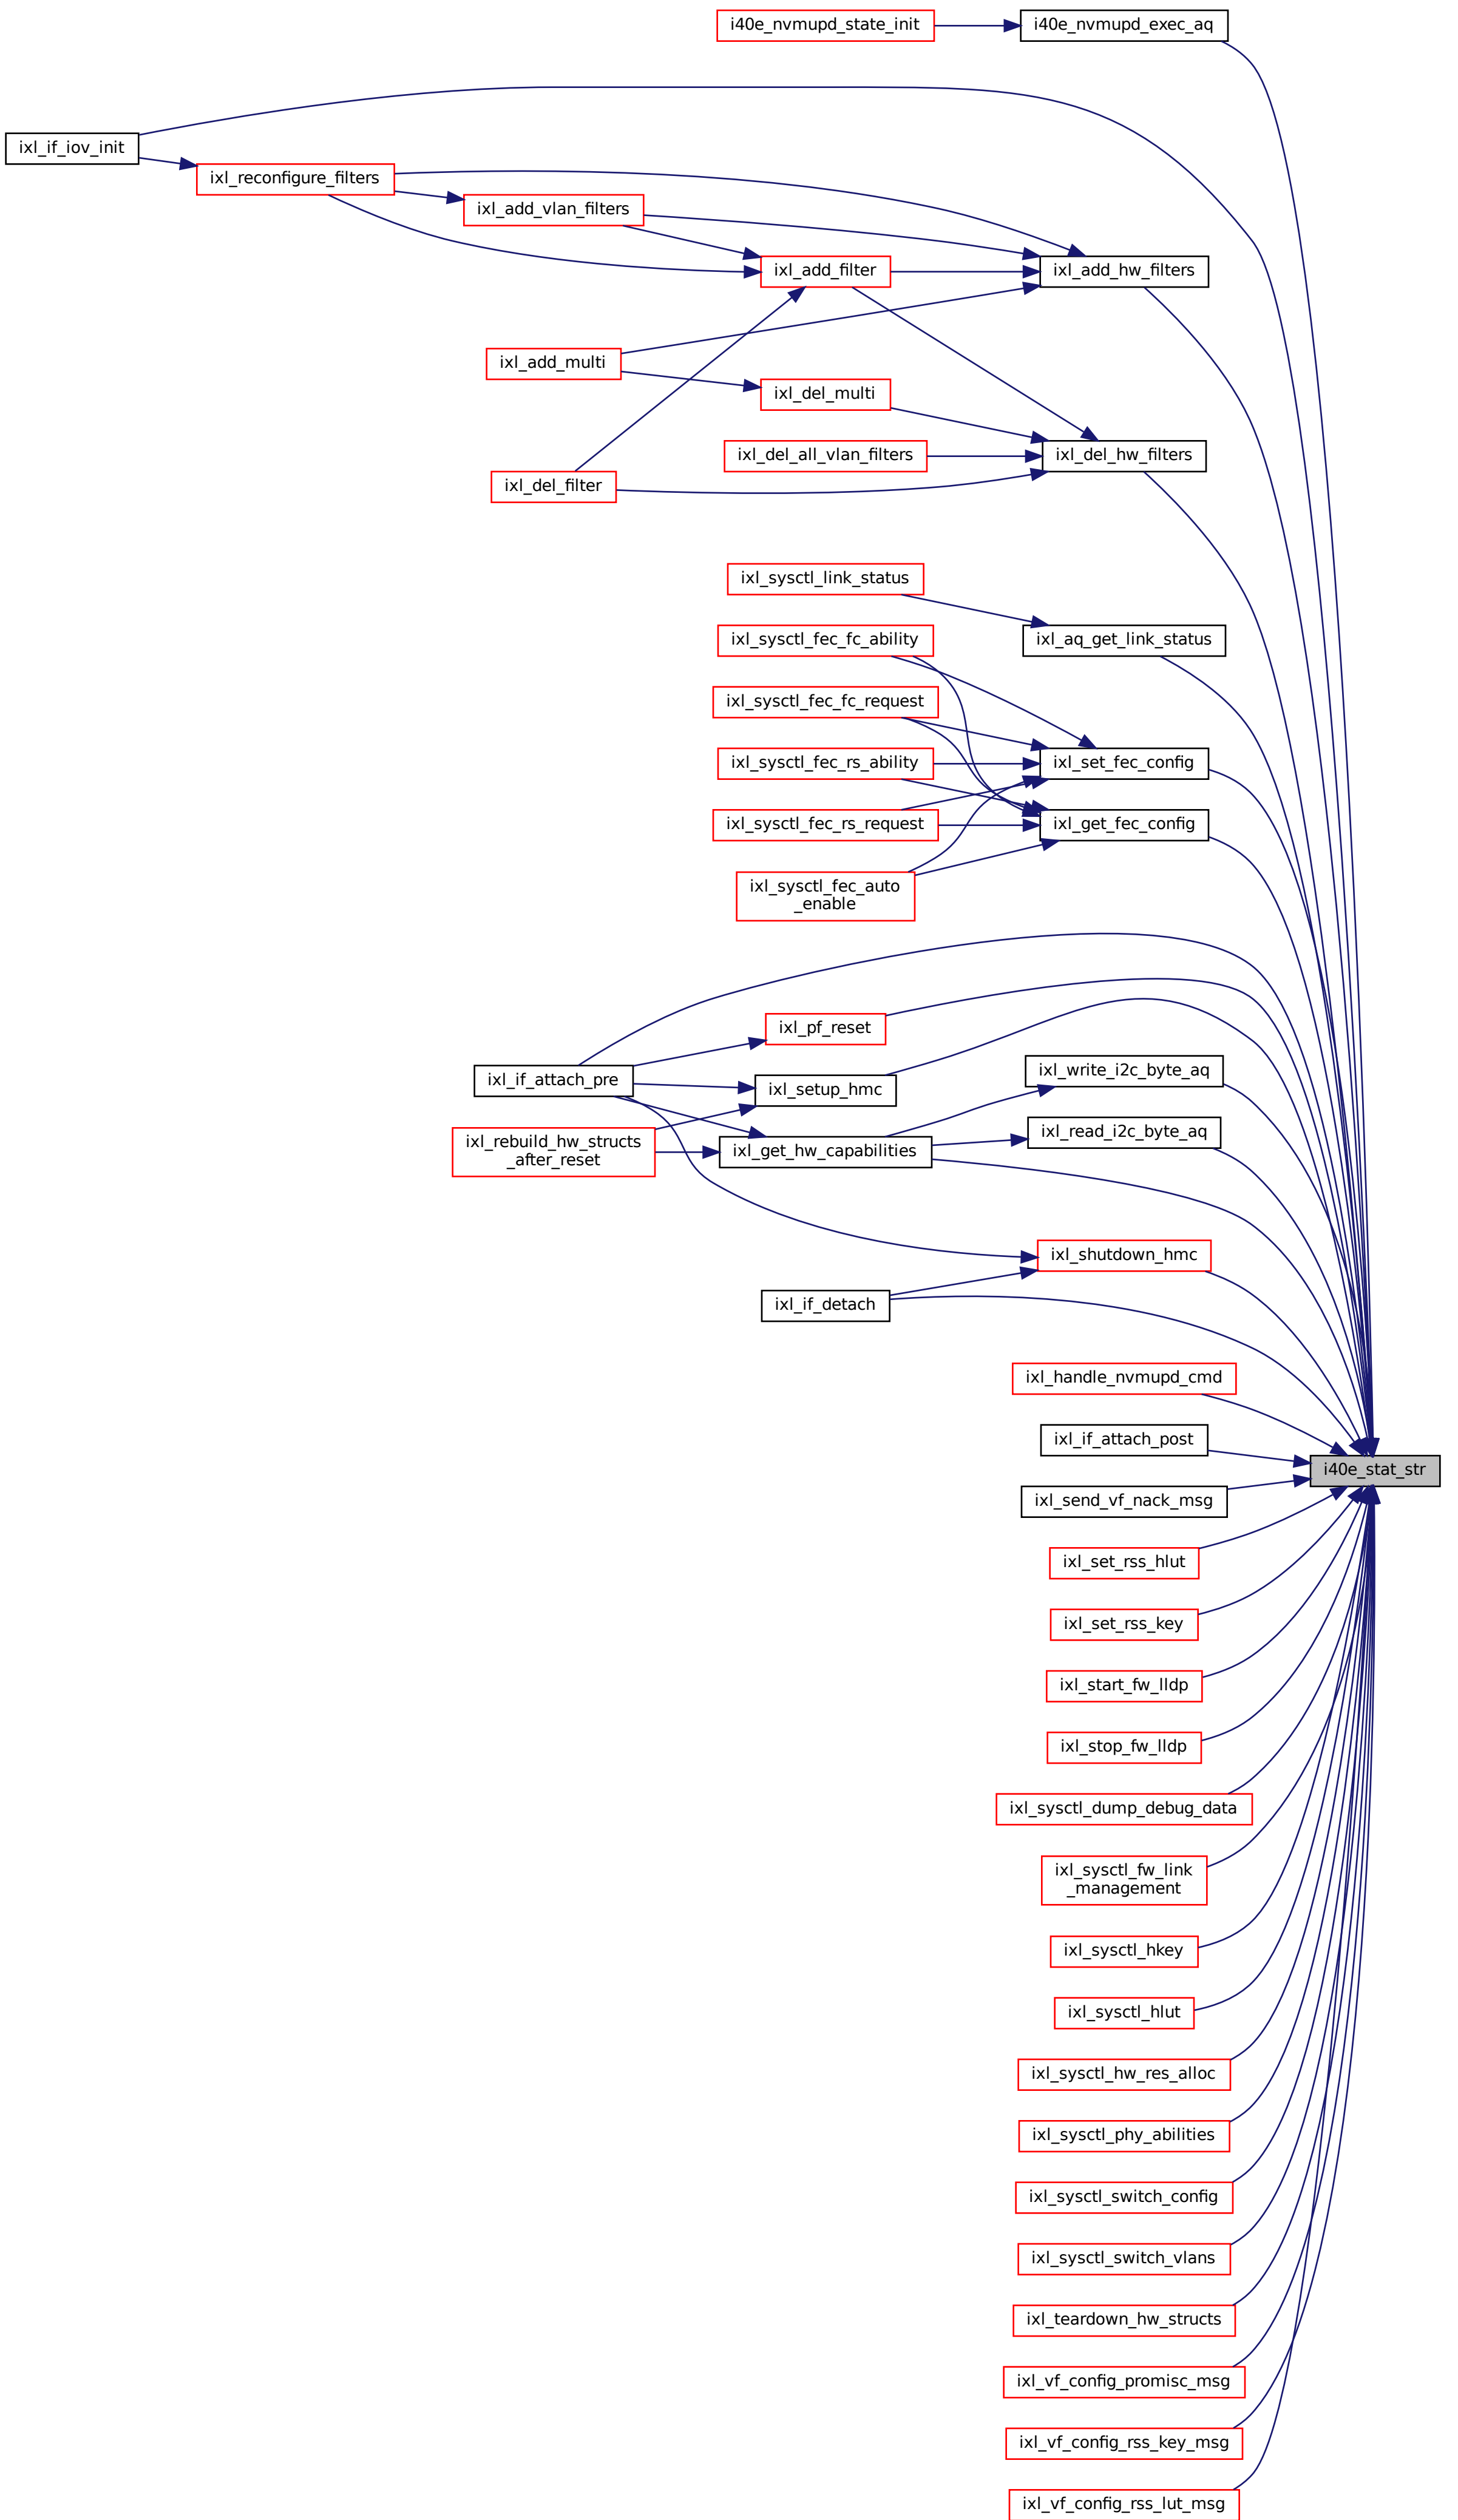 i40e_nvmupd_state_init
i40e_nvmupd_exec_aq
ixl_if_iov_init
ixl_reconfigure_filters
ixl_add_vlan_filters
ixl_add_filter
ixl_add_hw_filters
ixl_add_multi
ixl_del_multi
ixl_del_all_vlan_filters
ixl_del_hw_filters
ixl_del_filter
ixl_sysctl_link_status
ixl_sysctl_fec_fc_ability
ixl_aq_get_link_status
ixl_sysctl_fec_fc_request
ixl_sysctl_fec_rs_ability
ixl_set_fec_config
ixl_sysctl_fec_rs_request
ixl_get_fec_config
ixl_sysctl_fec_auto
_enable
ixl_pf_reset
ixl_if_attach_pre
ixl_setup_hmc
ixl_write_i2c_byte_aq
ixl_read_i2c_byte_aq
ixl_rebuild_hw_structs
_after_reset
ixl_get_hw_capabilities
ixl_shutdown_hmc
ixl_if_detach
ixl_handle_nvmupd_cmd
ixl_if_attach_post
i40e_stat_str
ixl_send_vf_nack_msg
ixl_set_rss_hlut
ixl_set_rss_key
ixl_start_fw_lldp
ixl_stop_fw_lldp
ixl_sysctl_dump_debug_data
ixl_sysctl_fw_link
_management
ixl_sysctl_hkey
ixl_sysctl_hlut
ixl_sysctl_hw_res_alloc
ixl_sysctl_phy_abilities
ixl_sysctl_switch_config
ixl_sysctl_switch_vlans
ixl_teardown_hw_structs
ixl_vf_config_promisc_msg
ixl_vf_config_rss_key_msg
ixl_vf_config_rss_lut_msg